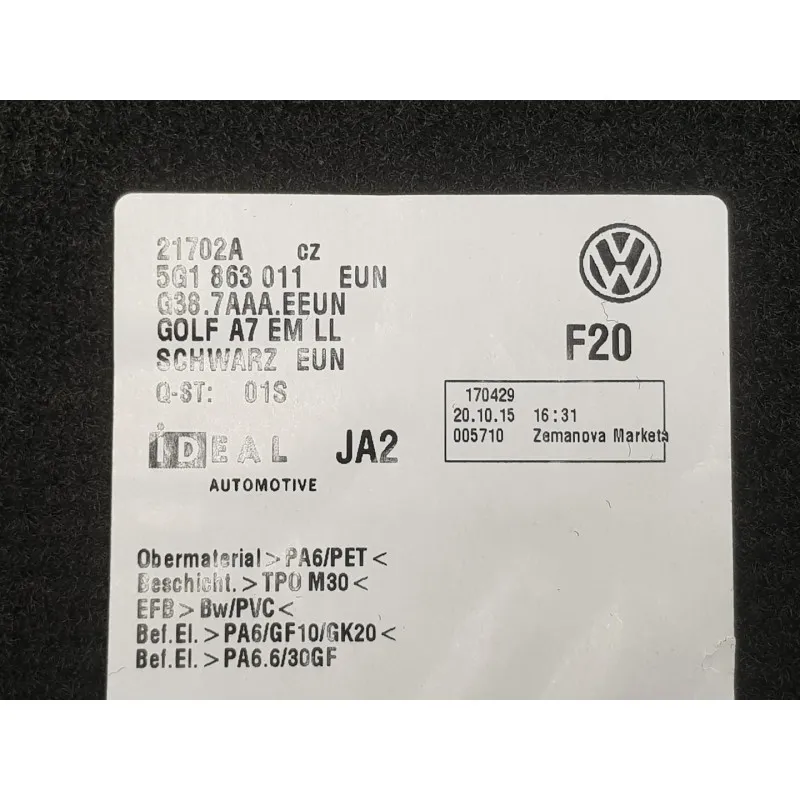 21702A cz
5G1 863 011 EUN
G38.7AAA.EEUN
GOLF A7 EM LL
SCHWARZ EUN
Q-ST: 01S
VW
F20
170429
20.10.15 16:31
005710 Zemanova Marketa
iDEAL
AUTOMOTIVE
JA2
Obermaterial>PA6/PET<
Beschicht.>TPO M30<
EFB>Bw/PVC<
Bef.El.>PA6/GF10/GK20<
Bef.El.>PA6.6/30GF